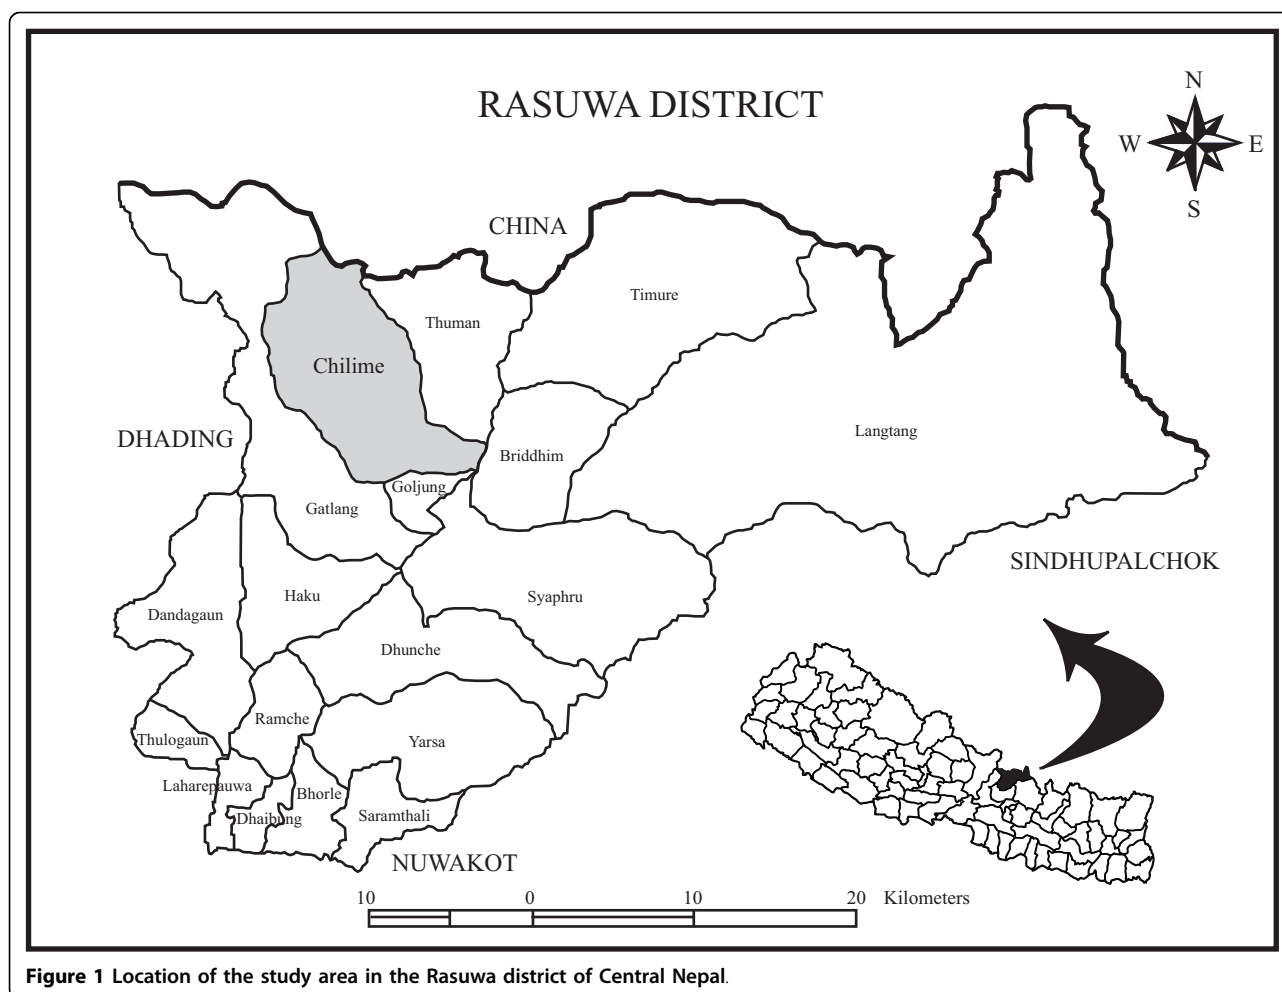 RASUWA DISTRICT
N
W E
S
CHINA
Timure
Thuman
Chilime
Langtang
DHADING
Briddhim
Goljung
Gatlang
SINDHUPALCHOK
Haku
Syaphru
Dandagaun
Dhunche
Ramche
Thulogaun
Yarsa
Laharepauwa
Bhorle
Dhaibung
Saramthali
NUWAKOT
10 0 10 20 Kilometers
Figure 1 Location of the study area in the Rasuwa district of Central Nepal.